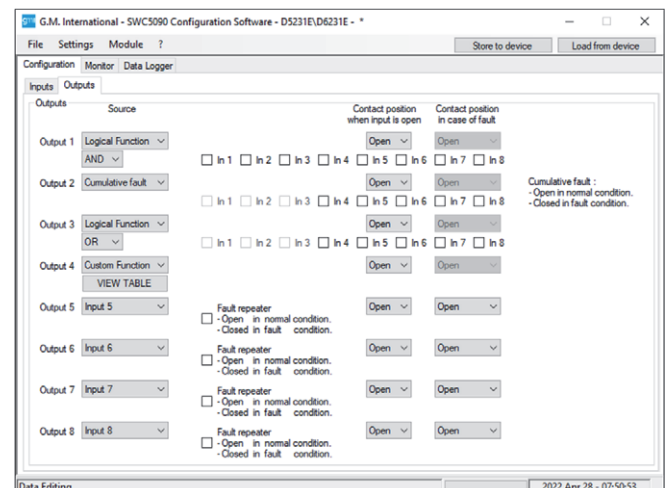 G.M. International - SWC5090 Configuration Software - D5231E\D6231E - *
File Settings Module ?
Store to device Load from device
Configuration Monitor Data Logger
Inputs Outputs
Outputs
Source
Contact position when input is open
Contact position in case of fault
Output 1 Logical Function Open Open
AND In 1 In 2 In 3 In 4 In 5 In 6 In 7 In 8
Output 2 Cumulative fault Open Open
In 1 In 2 In 3 In 4 In 5 In 6 In 7 In 8
Cumulative fault :
- Open in normal condition.
- Closed in fault condition.
Output 3 Logical Function Open Open
OR In 1 In 2 In 3 In 4 In 5 In 6 In 7 In 8
Output 4 Custom Function Open Open
VIEW TABLE
Output 5 Input 5 Open Open
Fault repeater
- Open in normal condition.
- Closed in fault condition.
Output 6 Input 6 Open Open
Fault repeater
- Open in normal condition.
- Closed in fault condition.
Output 7 Input 7 Open Open
Fault repeater
- Open in normal condition.
- Closed in fault condition.
Output 8 Input 8 Open Open
Fault repeater
- Open in normal condition.
- Closed in fault condition.
Data Editing
2022 Apr 28 - 07:50:53